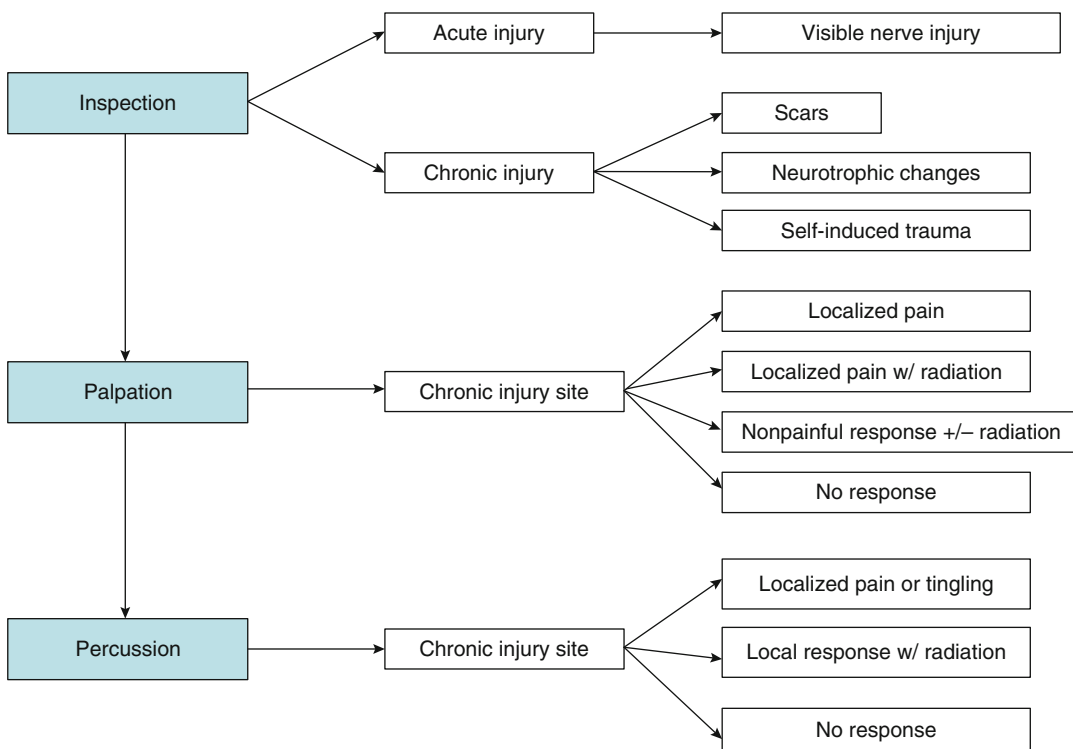 Acute injury
Visible nerve injury
Inspection
Scars
Chronic injury
Neurotrophic changes
Self-induced trauma
Localized pain
Palpation
Chronic injury site
Localized pain w/ radiation
Nonpainful response +/– radiation
No response
Localized pain or tingling
Percussion
Chronic injury site
Local response w/ radiation
No response